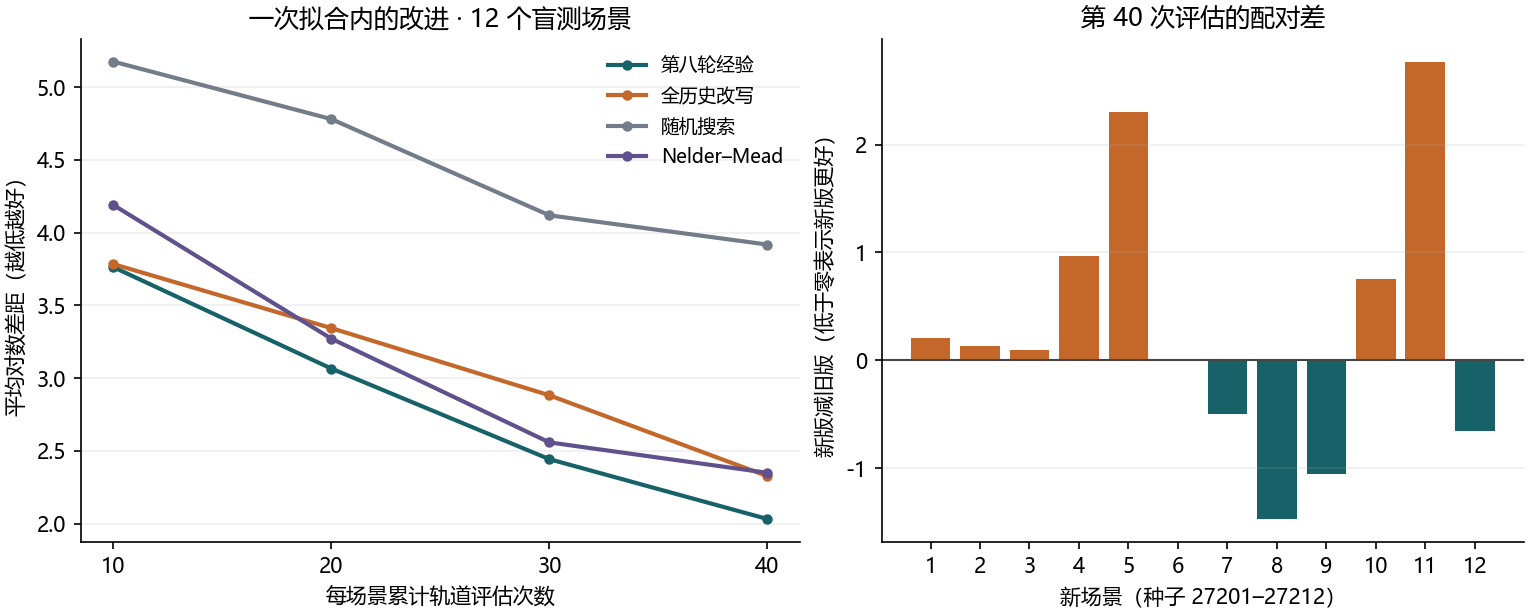 一次拟合内的改进 · 12 个盲测场景
平均对数差距（越低越好）
5.0
4.5
4.0
3.5
3.0
2.5
2.0
第八轮经验
全历史改写
随机搜索
Nelder–Mead
10
20
30
40
每场景累计轨道评估次数
第 40 次评估的配对差
新版减旧版（低于零表示新版更好）
2
1
0
-1
1
2
3
4
5
6
7
8
9
10
11
12
新场景（种子 27201–27212）